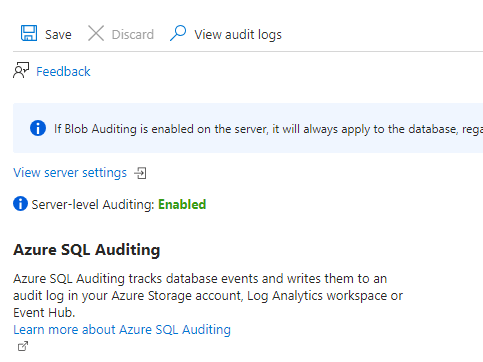 Save Discard View audit logs
Feedback
If Blob Auditing is enabled on the server, it will always apply to the database, rega
View server settings
Server-level Auditing: Enabled
Azure SQL Auditing
Azure SQL Auditing tracks database events and writes them to an
audit log in your Azure Storage account, Log Analytics workspace or
Event Hub.
Learn more about Azure SQL Auditing